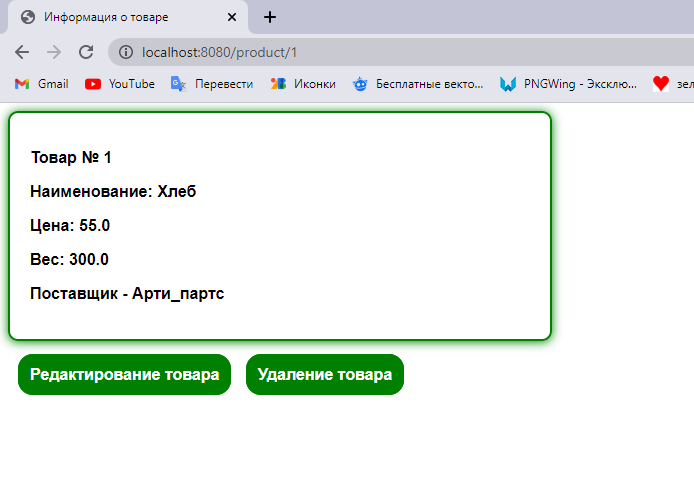 Информация о товаре
localhost:8080/product/1
Gmail YouTube Перевести Иконки Бесплатные векто... PNGWing - Эксклю... зел
Товар № 1
Наименование: Хлеб
Цена: 55.0
Вес: 300.0
Поставщик - Арти_партс
Редактирование товара Удаление товара